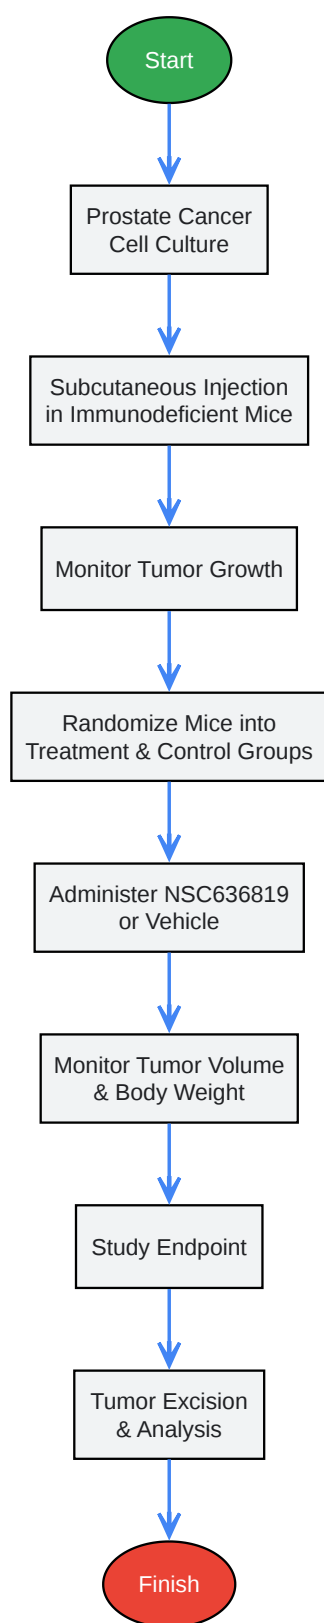 Start
Prostate Cancer
Cell Culture
Subcutaneous Injection
in Immunodeficient Mice
Monitor Tumor Growth
Randomize Mice into
Treatment & Control Groups
Administer NSC636819
or Vehicle
Monitor Tumor Volume
& Body Weight
Study Endpoint
Tumor Excision
& Analysis
Finish